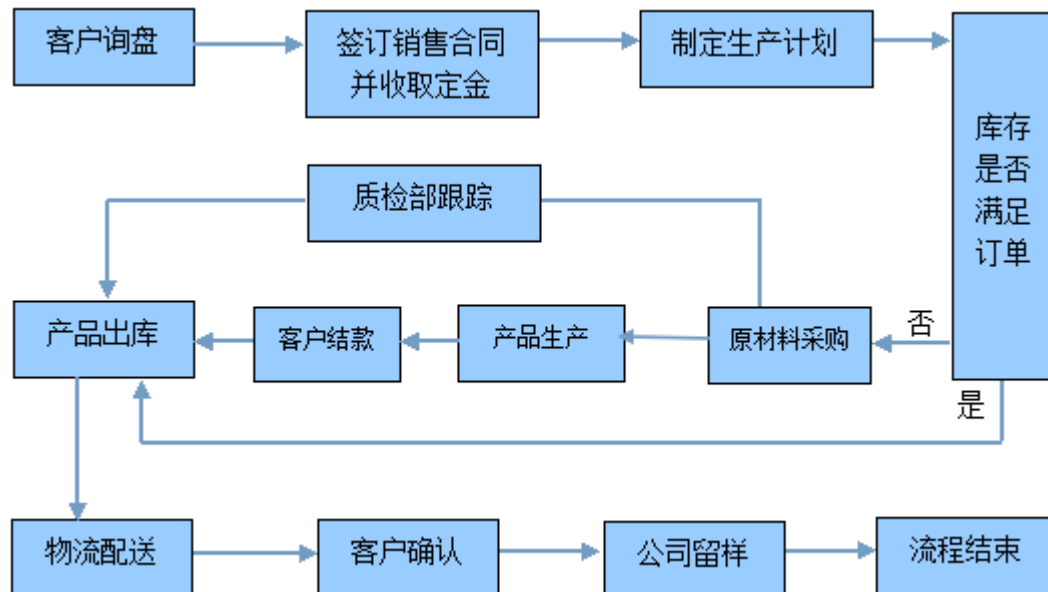 客户询盘
签订销售合同
并收取定金
制定生产计划
库存
是否
满足
订单
质检部跟踪
产品出库
客户结款
产品生产
原材料采购
否
是
物流配送
客户确认
公司留样
流程结束